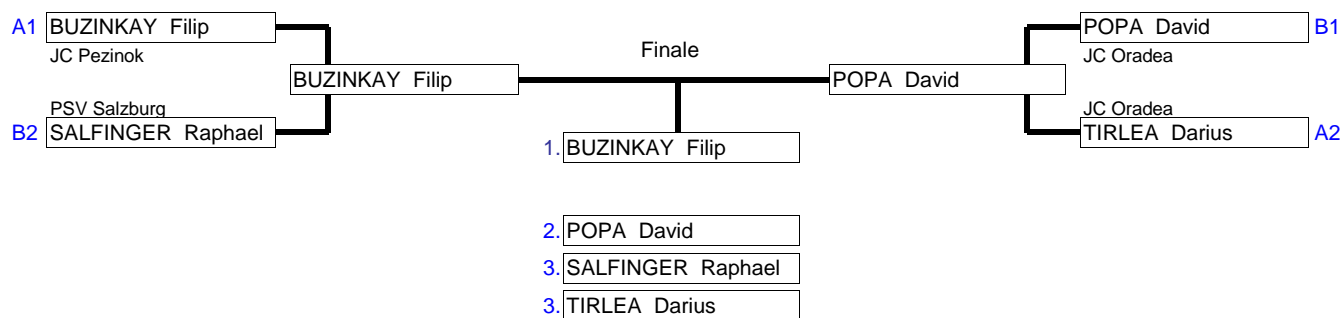 A1 BUZINKAY Filip
JC Pezinok
BUZINKAY Filip
PSV Salzburg
B2 SALFINGER Raphael
Finale
POPA David B1
JC Oradea
POPA David
JC Oradea
TIRLEA Darius A2
1. BUZINKAY Filip
2. POPA David
3. SALFINGER Raphael
3. TIRLEA Darius